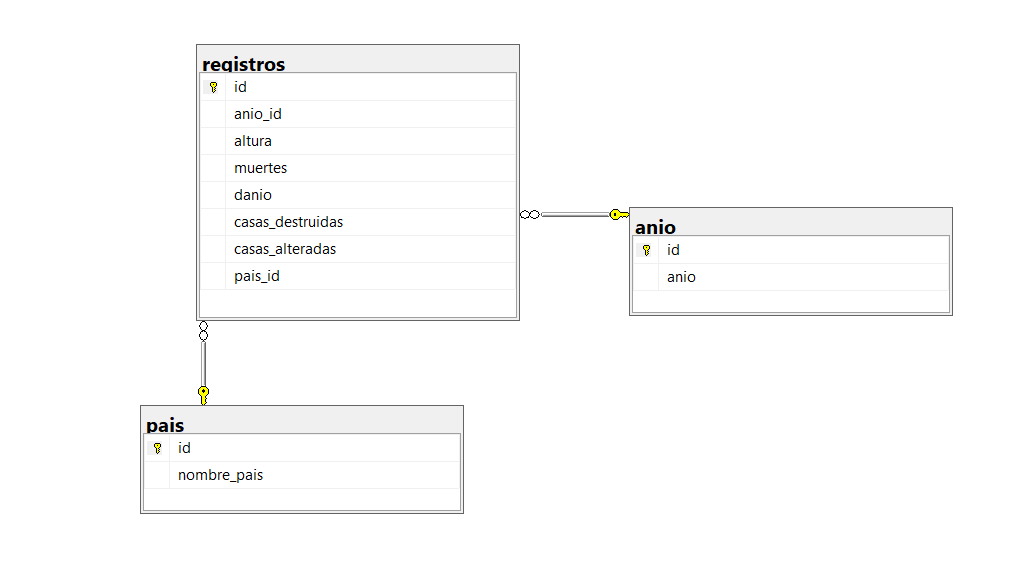 registros
id
anio_id
altura
muertes
danio
casas_destruidas
casas_alteradas
pais_id
anio
id
anio
pais
id
nombre_pais